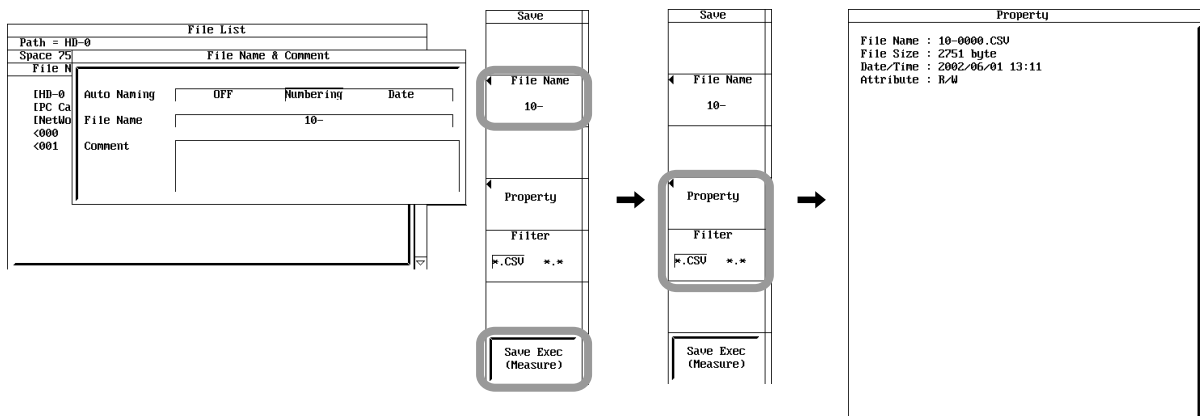 File List
Path = HD-0
Space 75
File N
[HD-0
[PC Ca
[NetWo
<000
<001
File Name & Comment
Auto Naming OFF Numbering Date
File Name 10-
Comment
Save
File Name
10-
Property
Filter
*.CSV *.*
Save Exec
(Measure)
Save
File Name
10-
Property
Filter
*.CSV *.*
Save Exec
(Measure)
Property
File Name : 10-0000.CSV
File Size : 2751 byte
Date/Time : 2002/06/01 13:11
Attribute : R/W